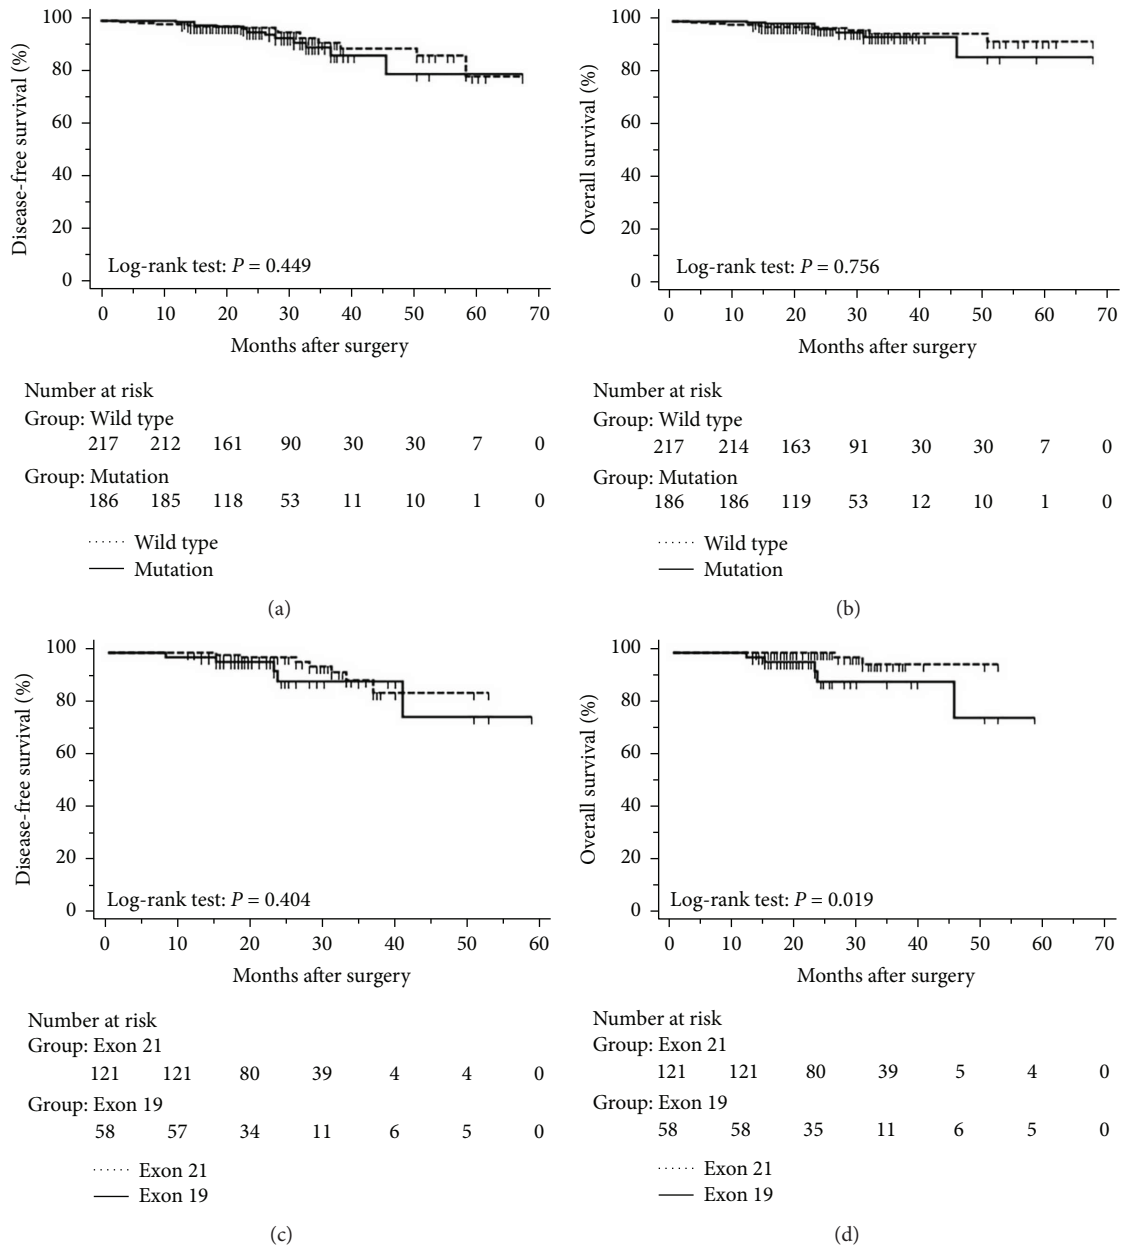 100
80
60
40
20
0
Disease-free survival (%)
Log-rank test: P = 0.449
0 10 20 30 40 50 60 70
Months after surgery
Number at risk
Group: Wild type
217 212 161 90 30 30 7 0
Group: Mutation
186 185 118 53 11 10 1 0
Wild type
Mutation
(a)
100
80
60
40
20
0
Overall survival (%)
Log-rank test: P = 0.756
0 10 20 30 40 50 60 70
Months after surgery
Number at risk
Group: Wild type
217 214 163 91 30 30 7 0
Group: Mutation
186 186 119 53 12 10 1 0
Wild type
Mutation
(b)
100
80
60
40
20
0
Disease-free survival (%)
Log-rank test: P = 0.404
0 10 20 30 40 50 60
Months after surgery
Number at risk
Group: Exon 21
121 121 80 39 4 4 0
Group: Exon 19
58 57 34 11 6 5 0
Exon 21
Exon 19
(c)
100
80
60
40
20
0
Overall survival (%)
Log-rank test: P = 0.019
0 10 20 30 40 50 60 70
Months after surgery
Number at risk
Group: Exon 21
121 121 80 39 5 4 0
Group: Exon 19
58 58 35 11 6 5 0
Exon 21
Exon 19
(d)